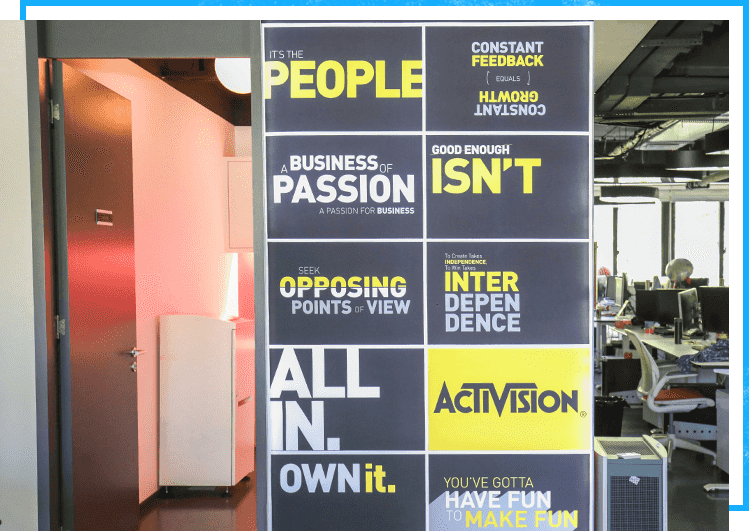 IT'S THE
PEOPLE
CONSTANT
FEEDBACK
[ EQUALS ]
GROWTH
CONSTANT
A BUSINESS OF
PASSION
A PASSION FOR BUSINESS
GOOD ENOUGH
ISN'T
SEEK
OPPOSING
POINTS OF VIEW
To Create Takes
INDEPENDENCE.
To Win Takes
INTER
DEPEN
DENCE
ALL
IN.
ACTIVISION®
OWN it.
YOU'VE GOTTA
HAVE FUN
TO MAKE FUN